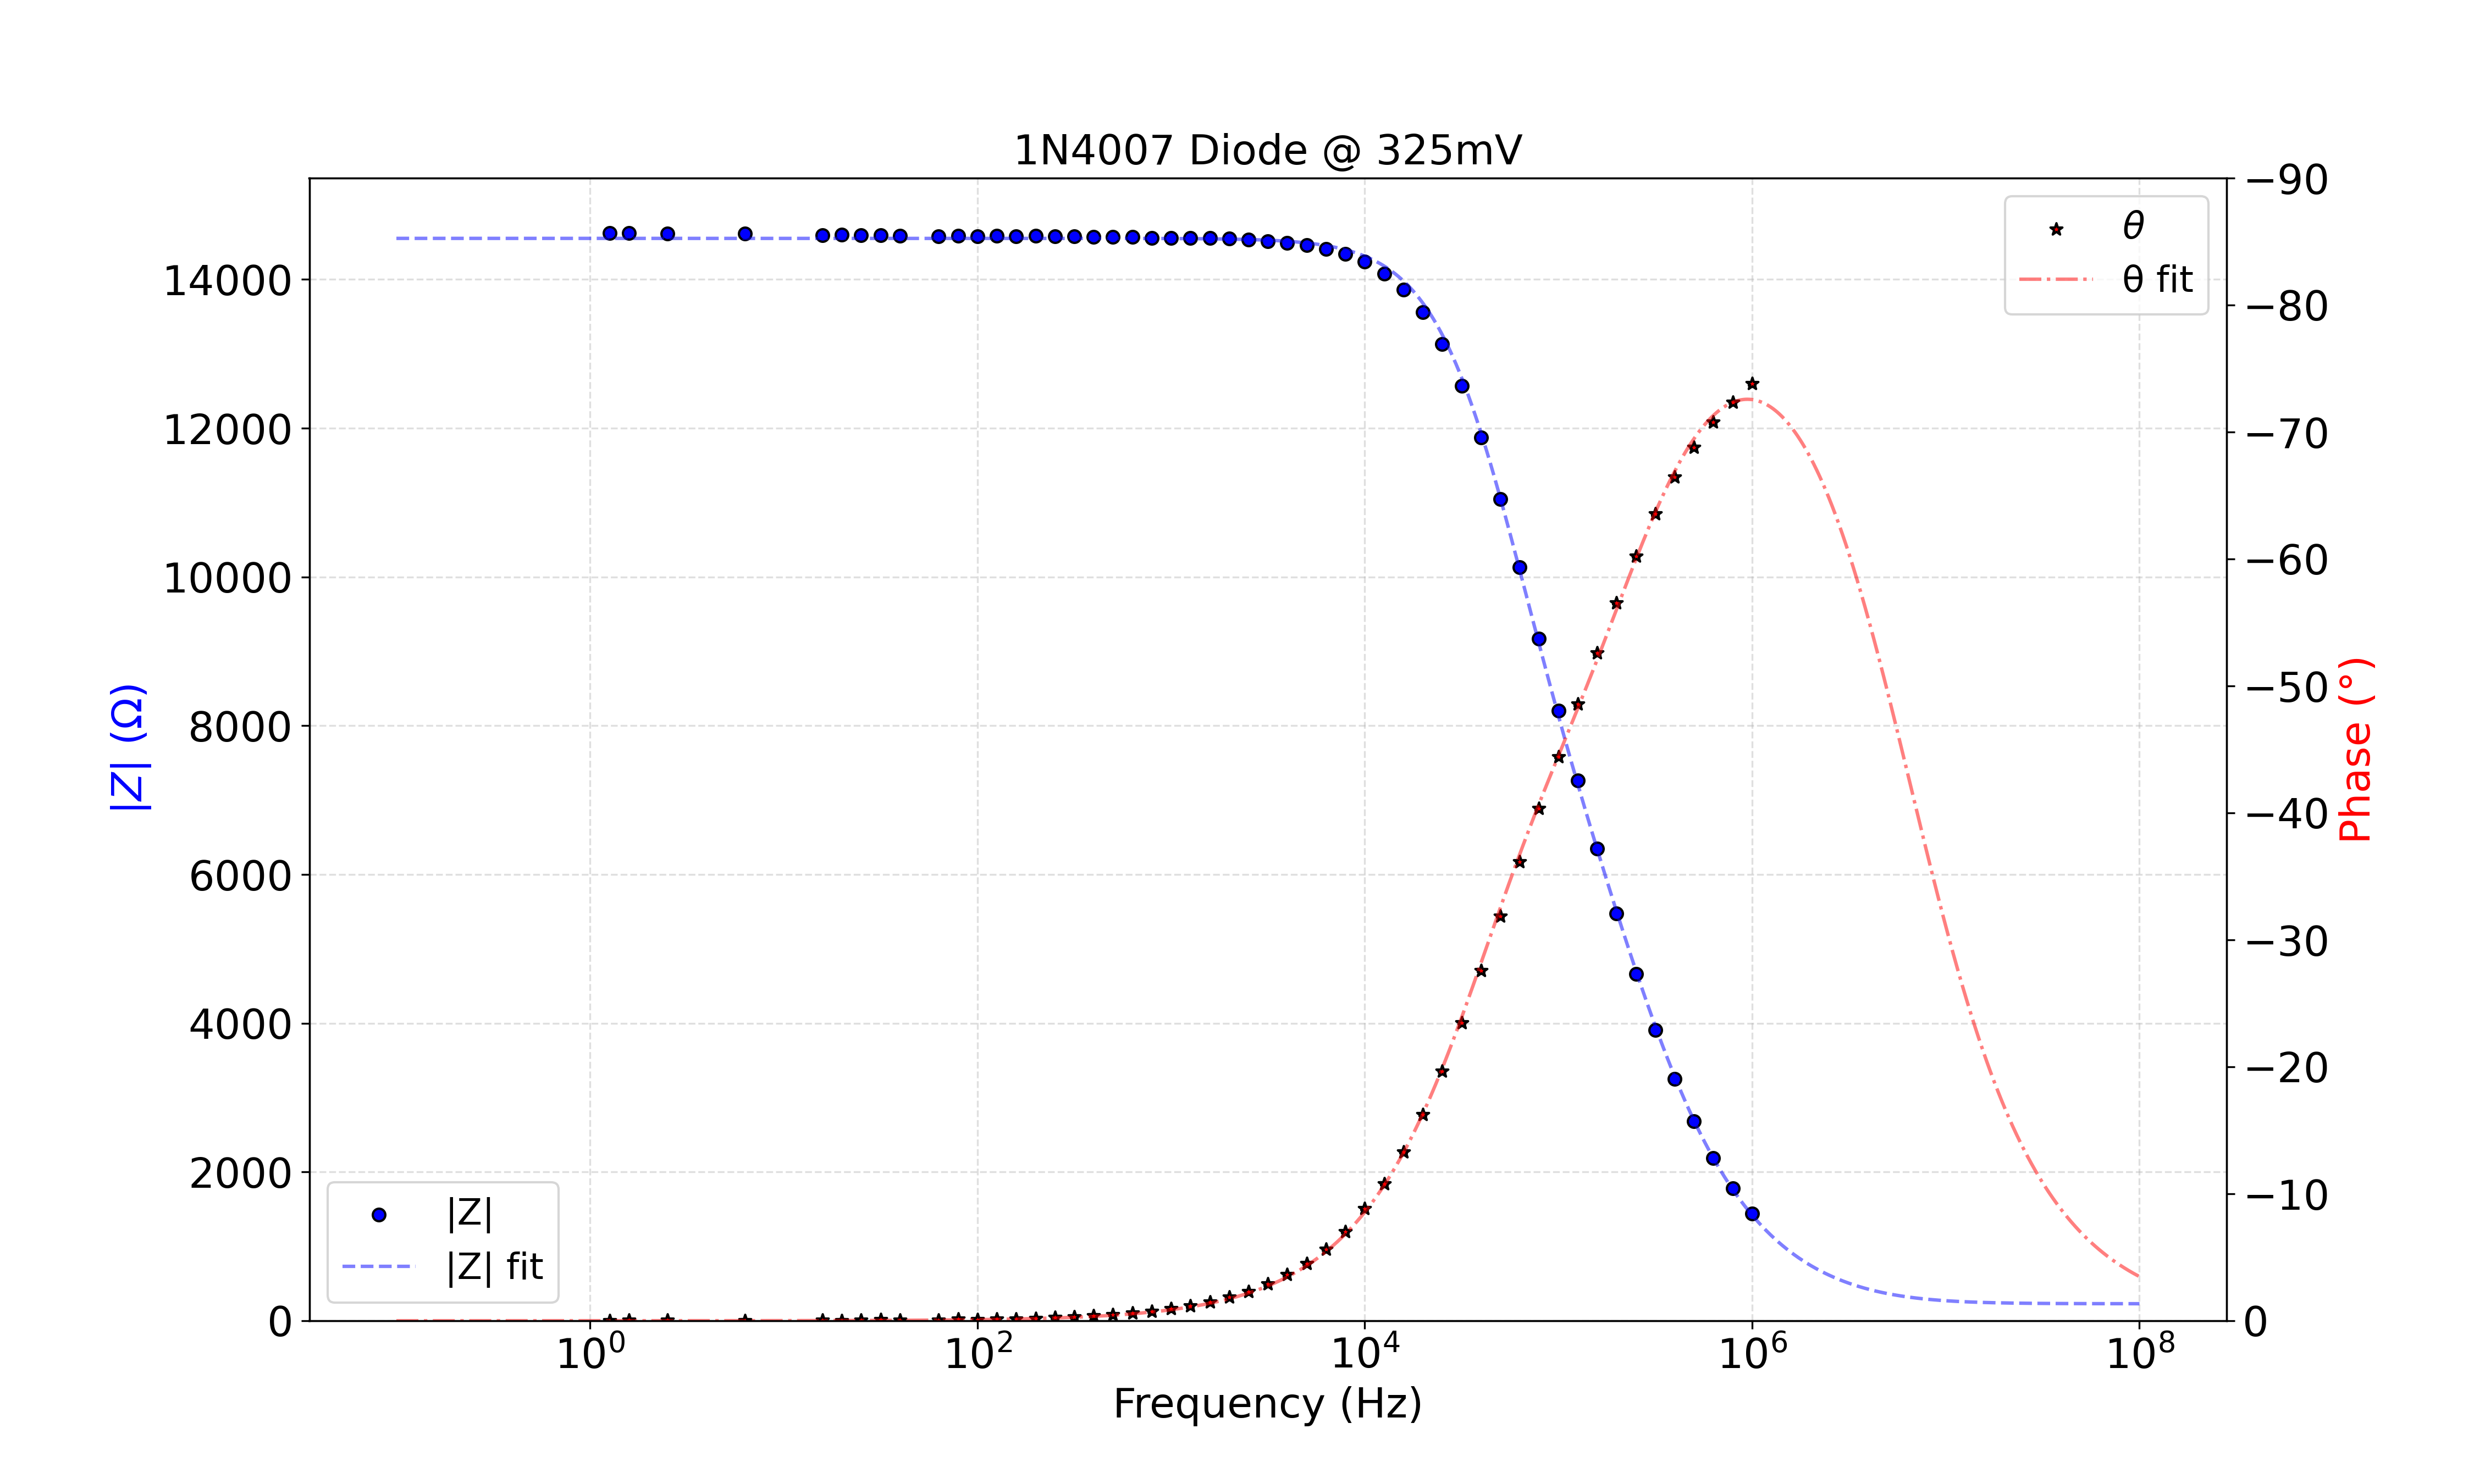 1N4007 Diode @ 325mV
|Z| (Ω)
14000
12000
10000
8000
6000
4000
2000
0
|Z|
|Z| fit
10⁰
10²
10⁴
10⁶
10⁸
Frequency (Hz)
θ
θ fit
−90
−80
−70
−60
−50
−40
−30
−20
−10
0
Phase (°)